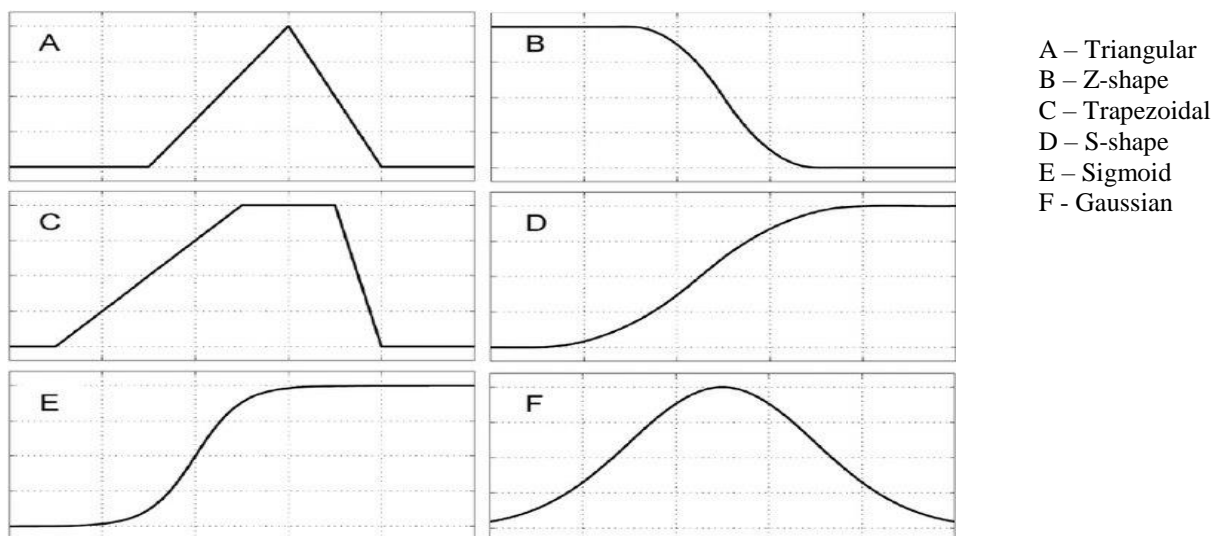 A
B
C
D
E
F
A – Triangular
B – Z-shape
C – Trapezoidal
D – S-shape
E – Sigmoid
F - Gaussian